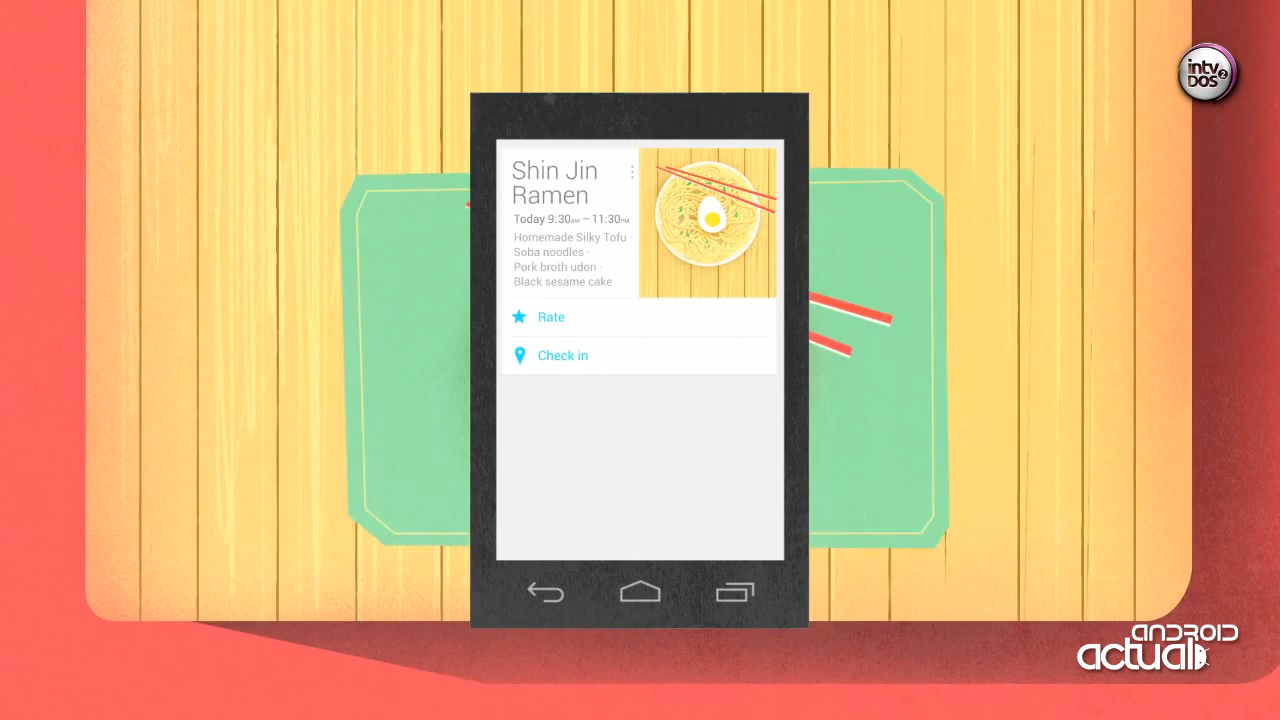 intv
DOS 2
Shin Jin
Ramen
Today 9:30AM – 11:30PM
Homemade Silky Tofu ·
Soba noodles ·
Pork broth udon ·
Black sesame cake
Rate
Check in
ANDROID
actual